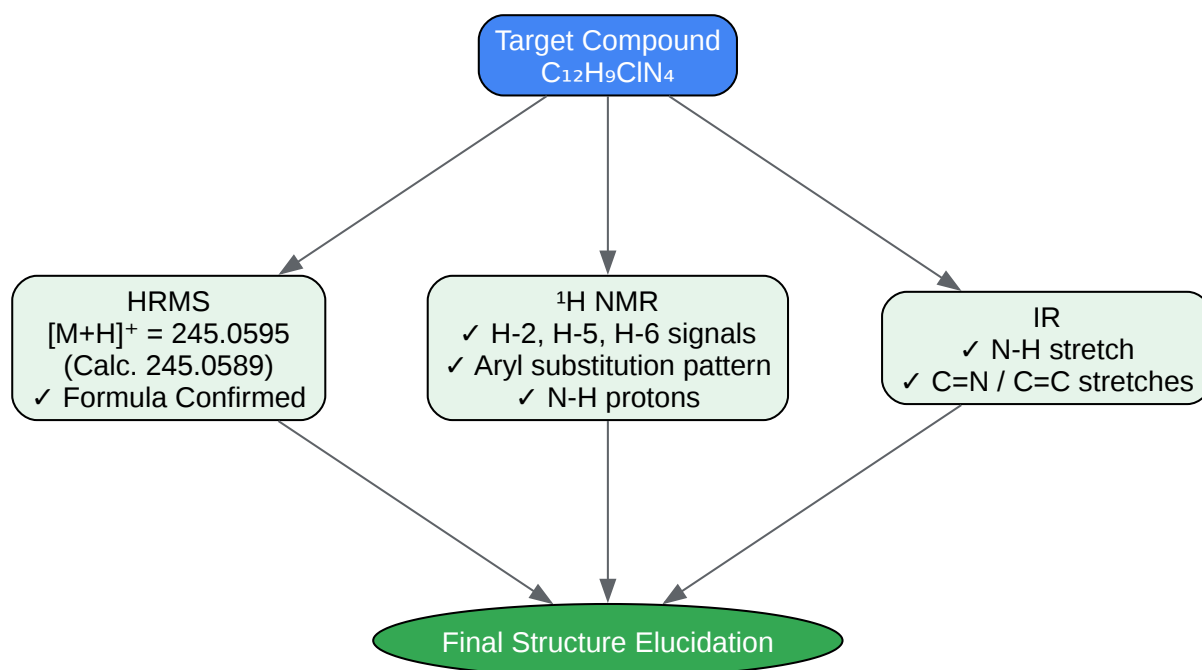 Target Compound
C₁₂H₉ClN₄
HRMS
[M+H]⁺ = 245.0595
(Calc. 245.0589)
✓ Formula Confirmed
¹H NMR
✓ H-2, H-5, H-6 signals
✓ Aryl substitution pattern
✓ N-H protons
IR
✓ N-H stretch
✓ C=N / C=C stretches
Final Structure Elucidation